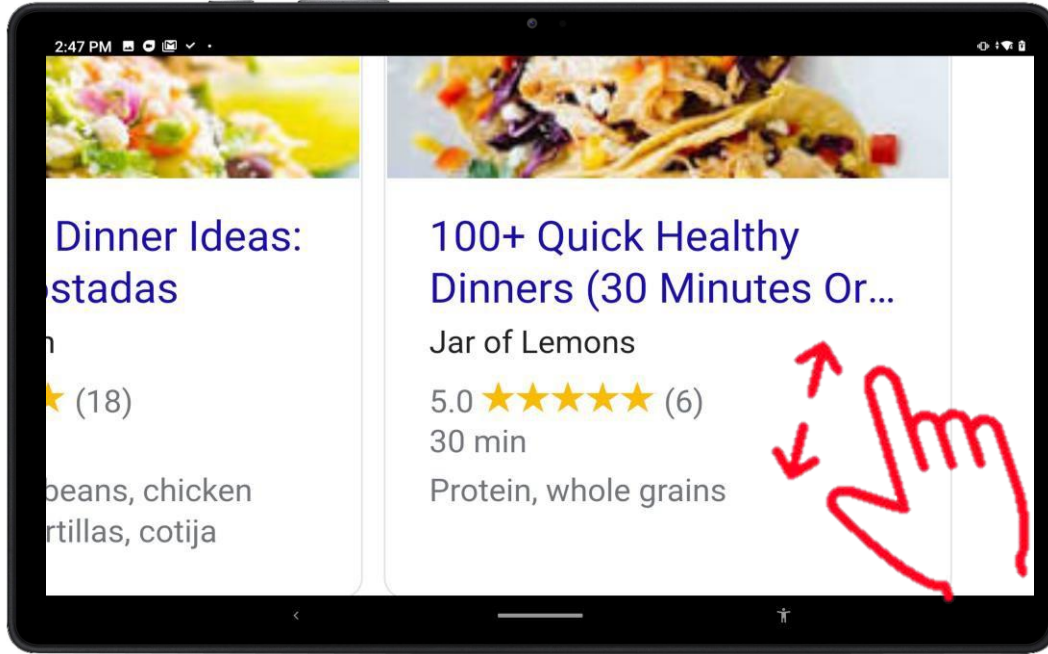 2:47 PM
Dinner Ideas:
stadas
(18)
beans, chicken
rtillas, cotija
100+ Quick Healthy
Dinners (30 Minutes Or...
Jar of Lemons
5.0 ★★★★★ (6)
30 min
Protein, whole grains